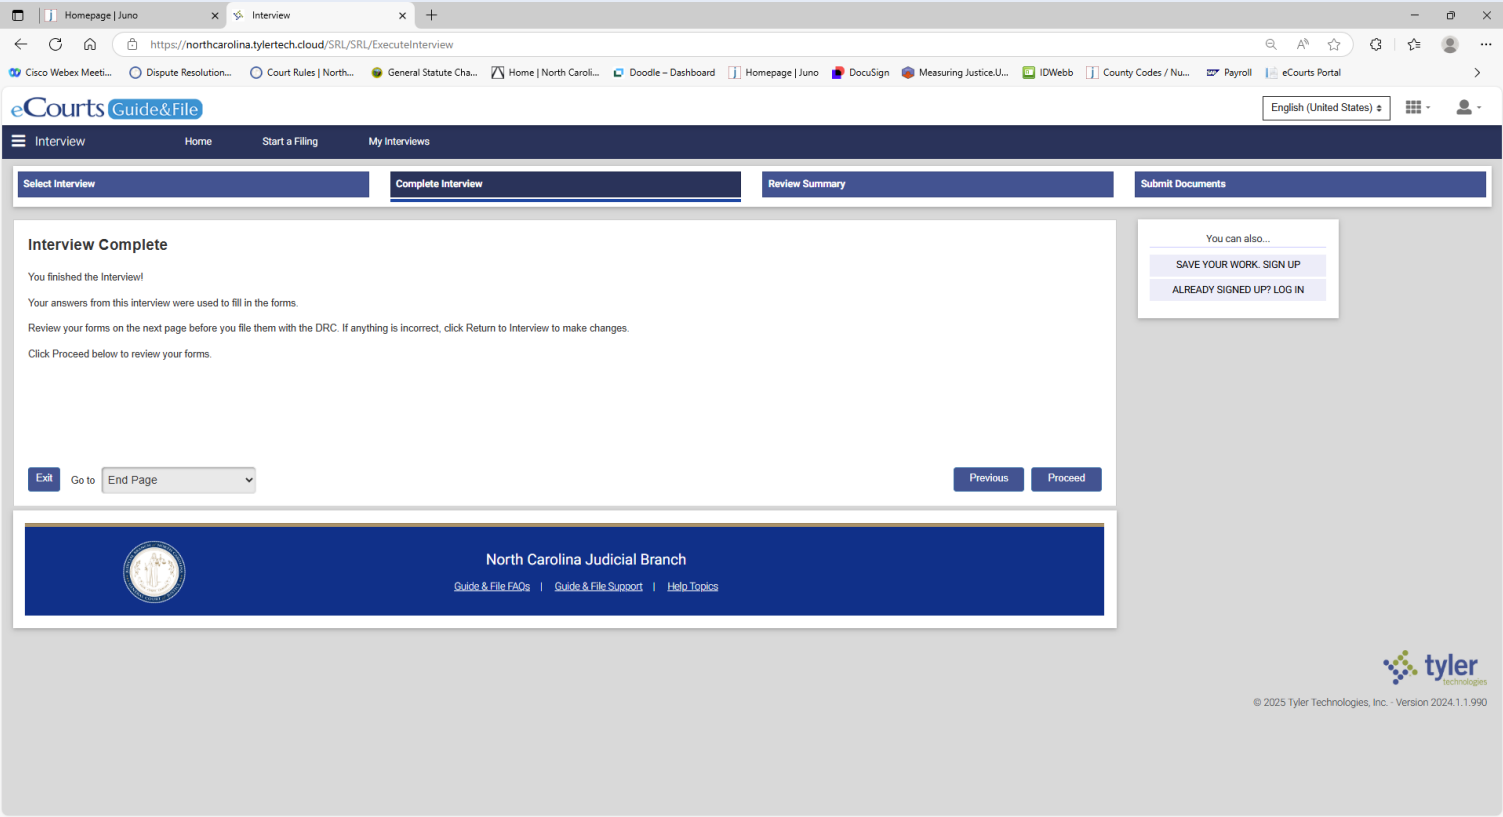 Homepage | Juno
Interview
https://northcarolina.tylertech.cloud/SRL/SRL/ExecuteInterview
Cisco Webex Meeti... Dispute Resolution... Court Rules | North... General Statute Cha... Home | North Caroli... Doodle – Dashboard Homepage | Juno DocuSign Measuring Justice.U... IDWebb County Codes / Nu... Payroll eCourts Portal
eCourts Guide&File
English (United States)
Interview Home Start a Filing My Interviews
Select Interview Complete Interview Review Summary Submit Documents
Interview Complete
You finished the Interview!
Your answers from this interview were used to fill in the forms.
Review your forms on the next page before you file them with the DRC. If anything is incorrect, click Return to Interview to make changes.
Click Proceed below to review your forms.
Exit Go to End Page Previous Proceed
You can also...
SAVE YOUR WORK. SIGN UP
ALREADY SIGNED UP? LOG IN
North Carolina Judicial Branch
Guide & File FAQs | Guide & File Support | Help Topics
tyler
technologies
© 2025 Tyler Technologies, Inc. - Version 2024.1.1.990